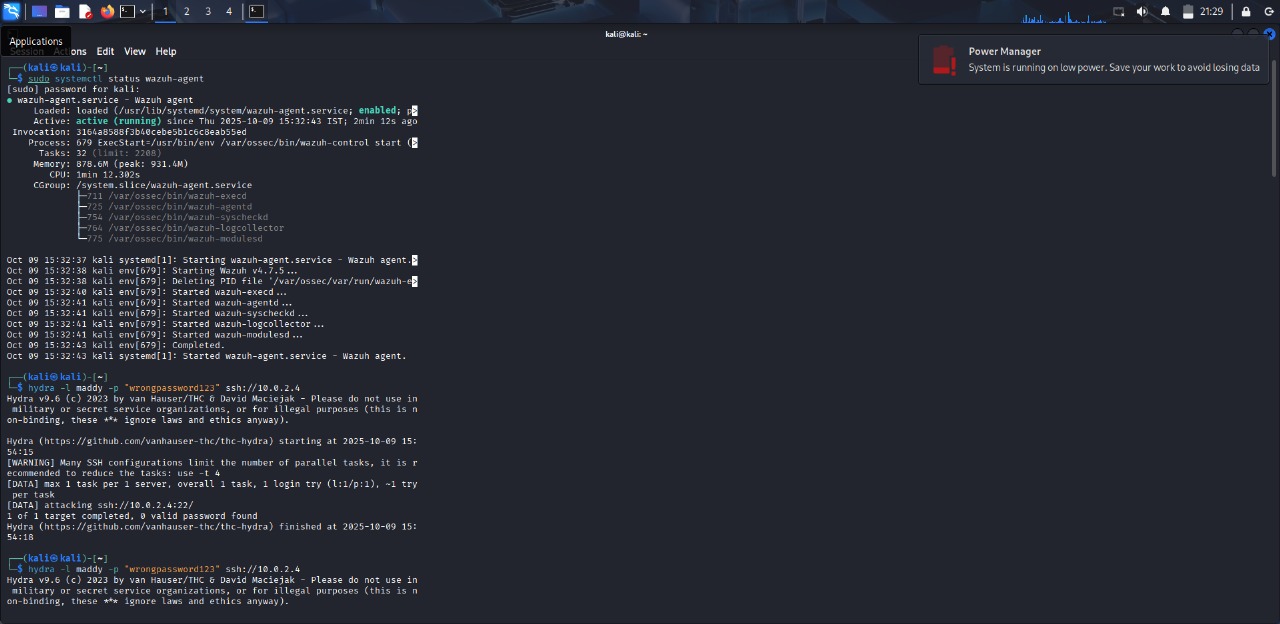 1 2 3 4
21:29
kali@kali: ~
Applications
Session Actions Edit View Help
Power Manager
System is running on low power. Save your work to avoid losing data
┌──(kali㉿kali)-[~]
└─$ sudo systemctl status wazuh-agent
[sudo] password for kali:
● wazuh-agent.service - Wazuh agent
Loaded: loaded (/usr/lib/systemd/system/wazuh-agent.service; enabled; p>
Active: active (running) since Thu 2025-10-09 15:32:43 IST; 2min 12s ago
Invocation: 3164a8588f3b40cebe5b1c6c8eab55ed
Process: 679 ExecStart=/usr/bin/env /var/ossec/bin/wazuh-control start (>
Tasks: 32 (limit: 2208)
Memory: 878.6M (peak: 931.4M)
CPU: 1min 12.302s
CGroup: /system.slice/wazuh-agent.service
├─711 /var/ossec/bin/wazuh-execd
├─725 /var/ossec/bin/wazuh-agentd
├─754 /var/ossec/bin/wazuh-syscheckd
├─764 /var/ossec/bin/wazuh-logcollector
└─775 /var/ossec/bin/wazuh-modulesd
Oct 09 15:32:37 kali systemd[1]: Starting wazuh-agent.service - Wazuh agent.>
Oct 09 15:32:38 kali env[679]: Starting Wazuh v4.7.5...
Oct 09 15:32:38 kali env[679]: Deleting PID file '/var/ossec/var/run/wazuh-e>
Oct 09 15:32:40 kali env[679]: Started wazuh-execd...
Oct 09 15:32:41 kali env[679]: Started wazuh-agentd...
Oct 09 15:32:41 kali env[679]: Started wazuh-syscheckd...
Oct 09 15:32:41 kali env[679]: Started wazuh-logcollector...
Oct 09 15:32:41 kali env[679]: Started wazuh-modulesd...
Oct 09 15:32:43 kali env[679]: Completed.
Oct 09 15:32:43 kali systemd[1]: Started wazuh-agent.service - Wazuh agent.
┌──(kali㉿kali)-[~]
└─$ hydra -l maddy -p "wrongpassword123" ssh://10.0.2.4
Hydra v9.6 (c) 2023 by van Hauser/THC & David Maciejak - Please do not use in
military or secret service organizations, or for illegal purposes (this is n
on-binding, these *** ignore laws and ethics anyway).
Hydra (https://github.com/vanhauser-thc/thc-hydra) starting at 2025-10-09 15:
54:15
[WARNING] Many SSH configurations limit the number of parallel tasks, it is r
ecommended to reduce the tasks: use -t 4
[DATA] max 1 task per 1 server, overall 1 task, 1 login try (l:1/p:1), ~1 try
per task
[DATA] attacking ssh://10.0.2.4:22/
1 of 1 target completed, 0 valid password found
Hydra (https://github.com/vanhauser-thc/thc-hydra) finished at 2025-10-09 15:
54:18
┌──(kali㉿kali)-[~]
└─$ hydra -l maddy -p "wrongpassword123" ssh://10.0.2.4
Hydra v9.6 (c) 2023 by van Hauser/THC & David Maciejak - Please do not use in
military or secret service organizations, or for illegal purposes (this is n
on-binding, these *** ignore laws and ethics anyway).